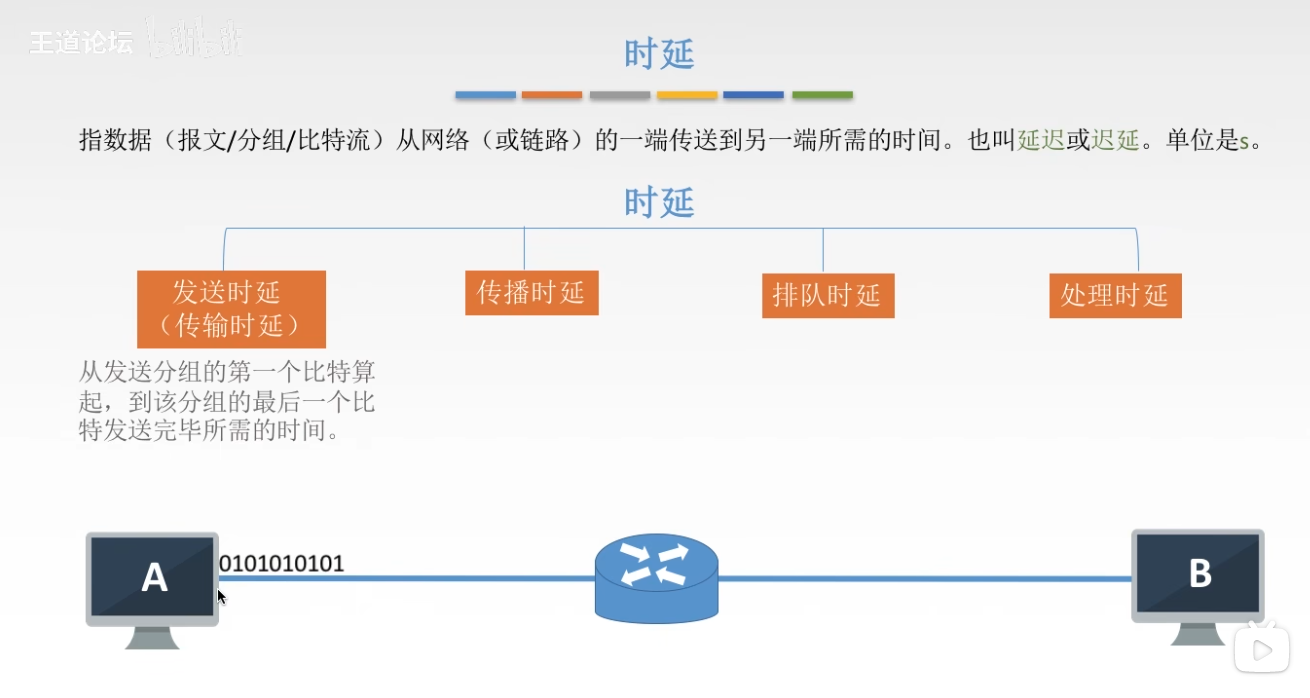 王道论坛 bilibili
时延
指数据（报文/分组/比特流）从网络（或链路）的一端传送到另一端所需的时间。也叫延迟或迟延。单位是s。
时延
发送时延
（传输时延）
传播时延
排队时延
处理时延
从发送分组的第一个比特算
起，到该分组的最后一个比
特发送完毕所需的时间。
A
0101010101
B